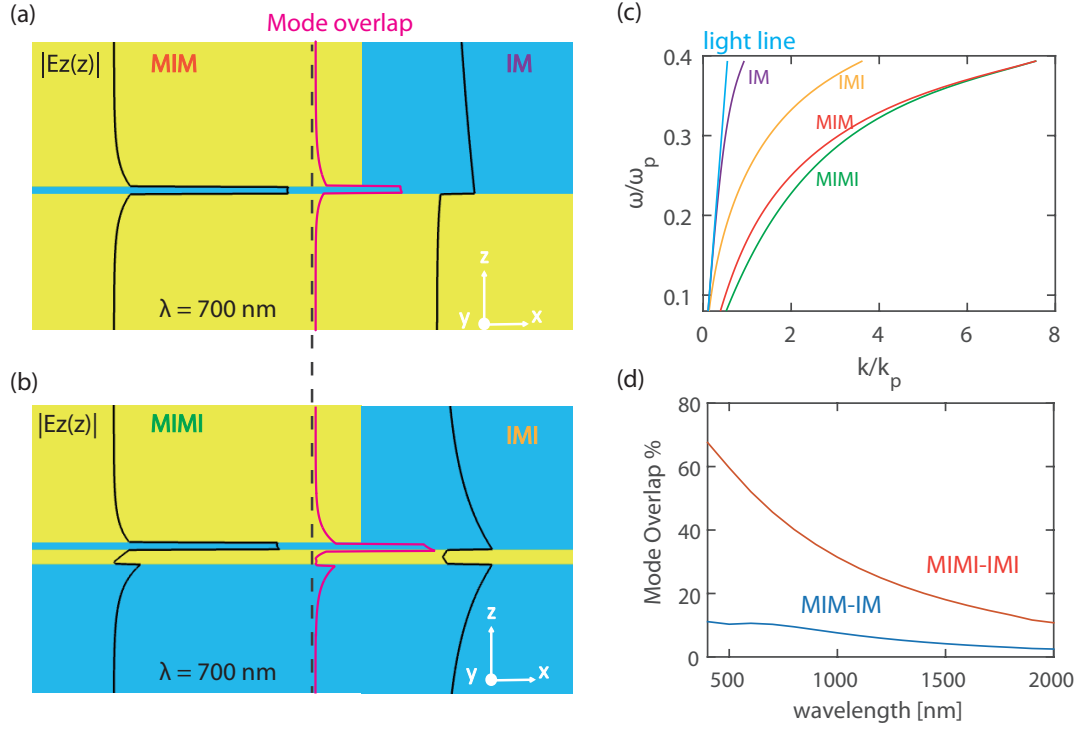 (a)
Mode overlap
|Ez(z)|
MIM
IM
λ = 700 nm
z
y
x
(b)
|Ez(z)|
MIMI
IMI
λ = 700 nm
z
y
x
(c)
light line
0.4
0.3
0.2
0.1
ω/ω_p
IM
IMI
MIM
MIMI
0 2 4 6 8
k/k_p
(d)
80
60
40
20
0
Mode Overlap %
MIMI-IMI
MIM-IM
500 1000 1500 2000
wavelength [nm]